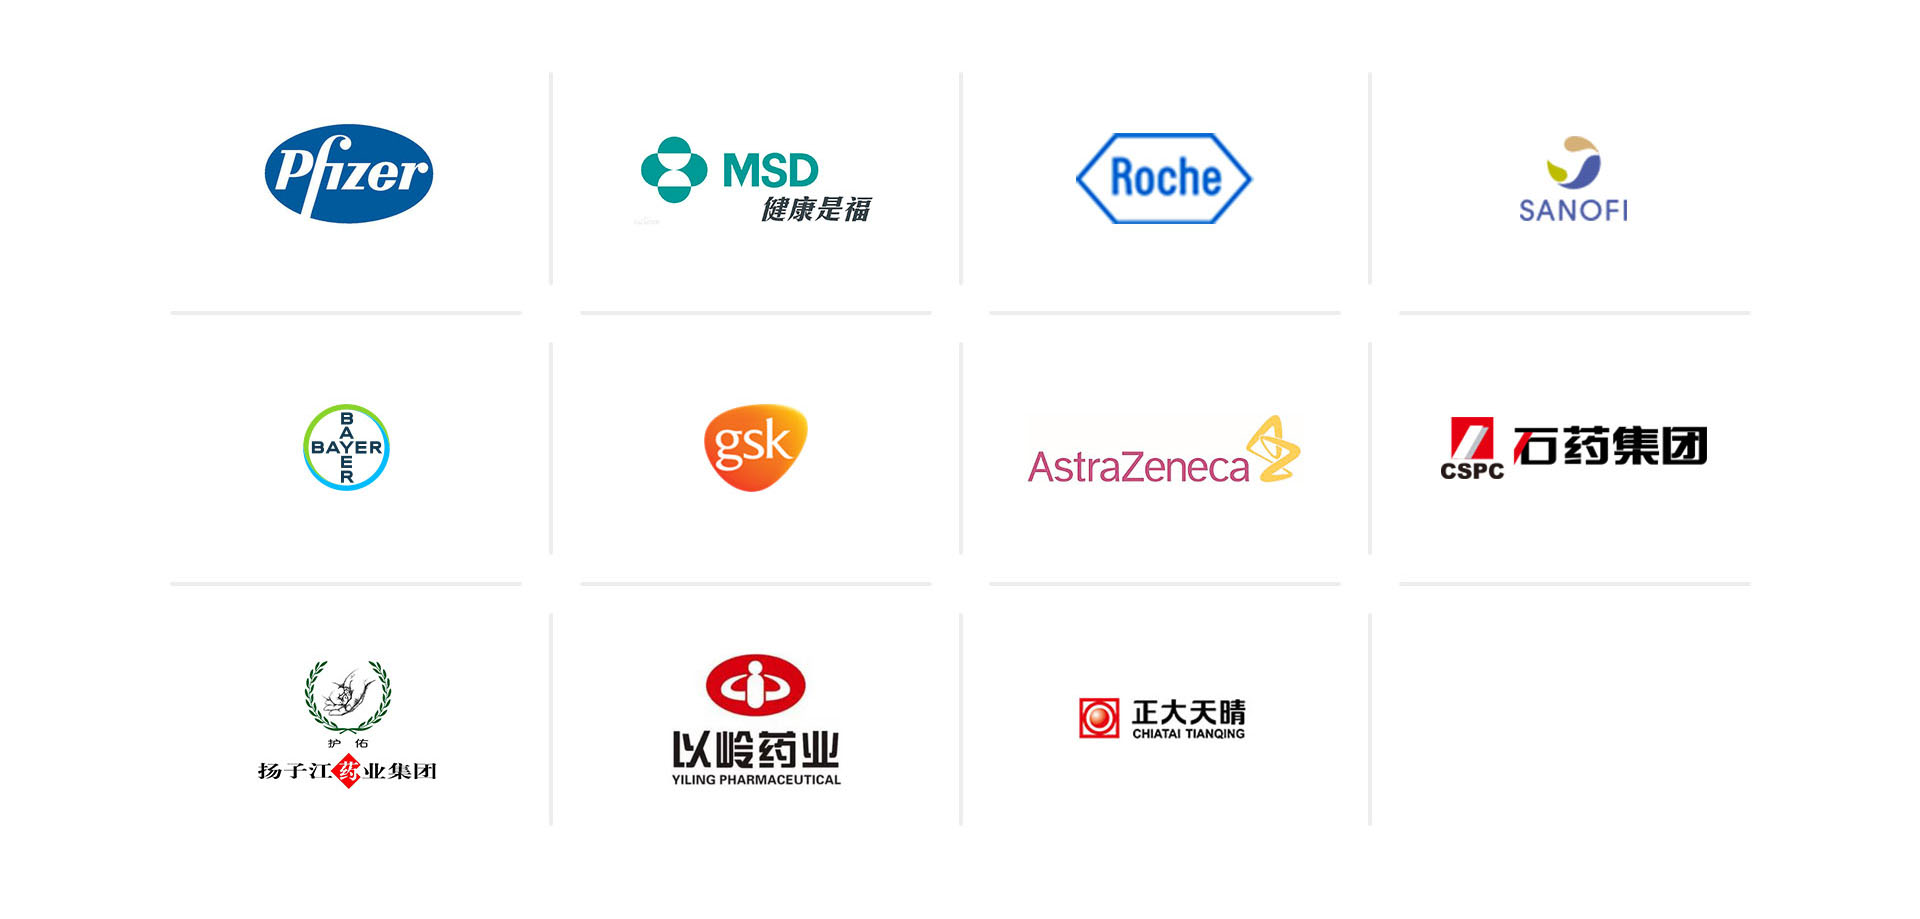 Pfizer
MSD
健康是福
Roche
SANOFI
BAYER
BAYER
gsk
AstraZeneca
CSPC
石药集团
护佑
扬子江药业集团
以岭药业
YILING PHARMACEUTICAL
正大天晴
CHIATAI TIANQING